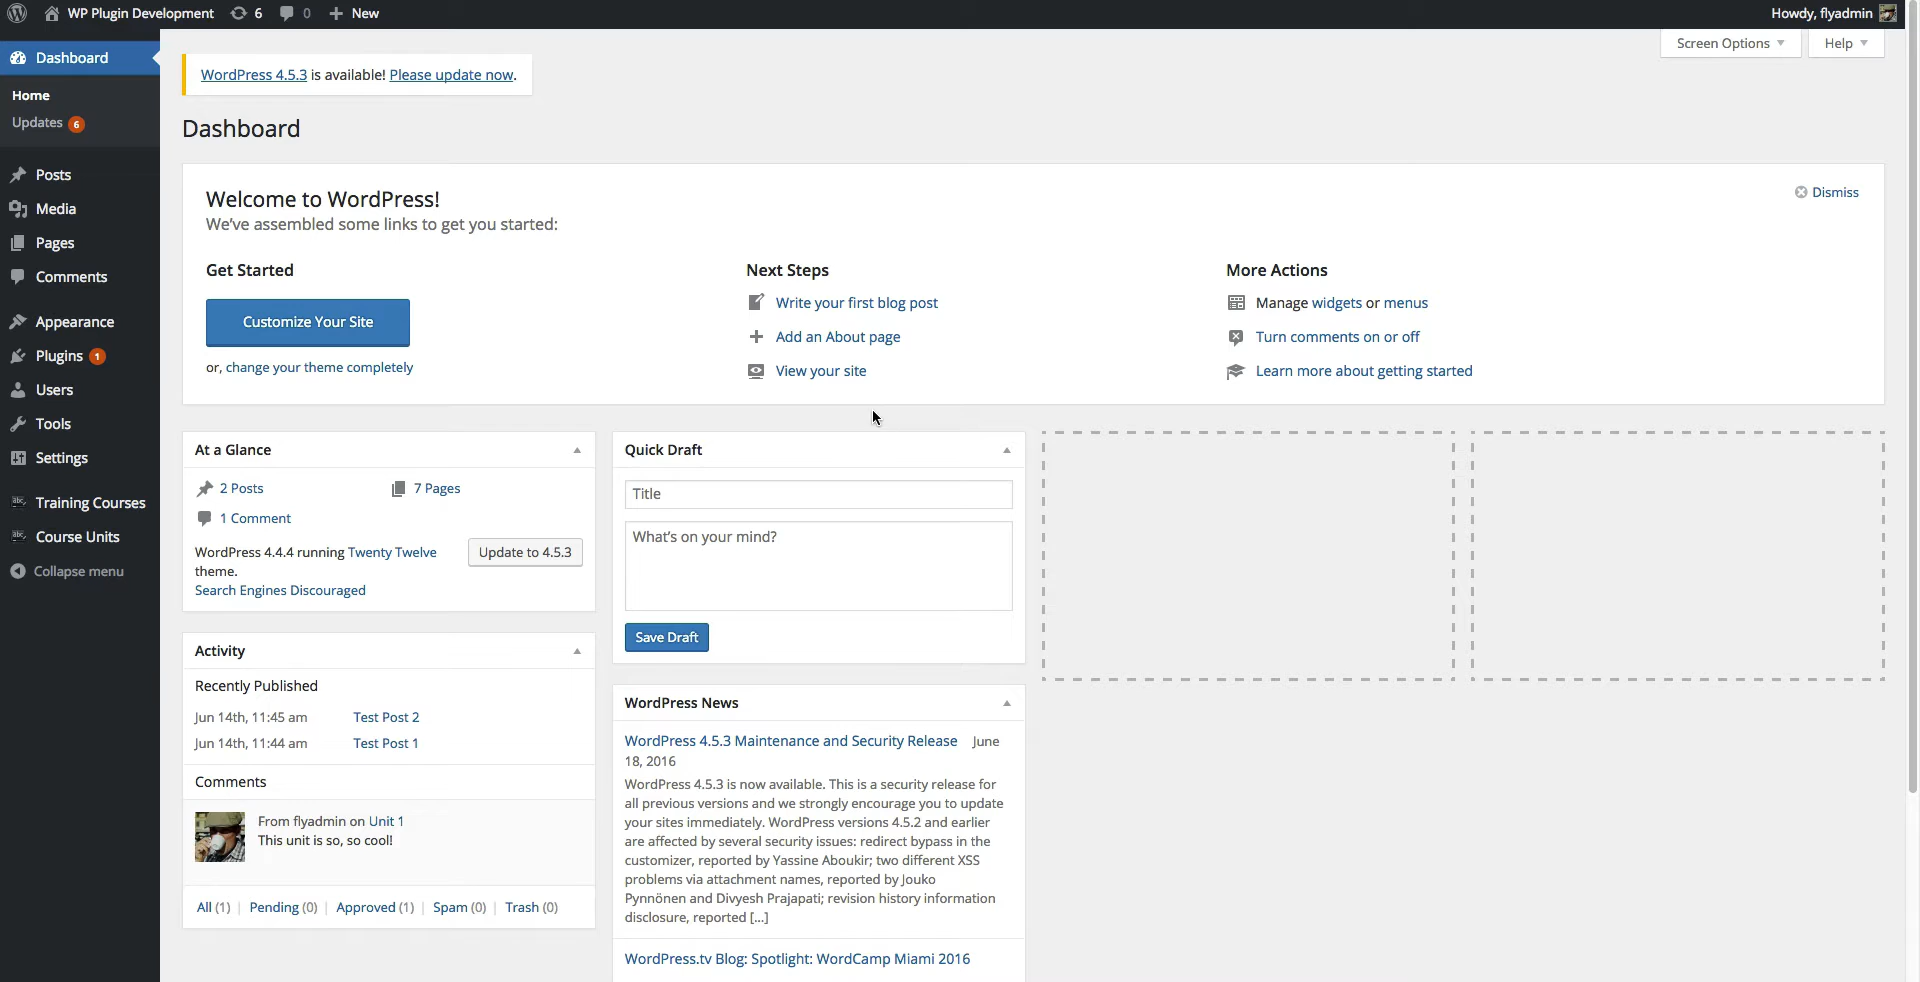 WP Plugin Development 6 0 New Howdy, flyadmin
Screen Options Help
Dashboard
Home
Updates 6
Posts
Media
Pages
Comments
Appearance
Plugins 1
Users
Tools
Settings
Training Courses
Course Units
Collapse menu
WordPress 4.5.3 is available! Please update now.
Dashboard
Welcome to WordPress!
Dismiss
We've assembled some links to get you started:
Get Started
Customize Your Site
or, change your theme completely
Next Steps
Write your first blog post
Add an About page
View your site
More Actions
Manage widgets or menus
Turn comments on or off
Learn more about getting started
At a Glance
2 Posts 7 Pages
1 Comment
WordPress 4.4.4 running Twenty Twelve
theme.
Update to 4.5.3
Search Engines Discouraged
Activity
Recently Published
Jun 14th, 11:45 am Test Post 2
Jun 14th, 11:44 am Test Post 1
Comments
From flyadmin on Unit 1
This unit is so, so cool!
All (1) | Pending (0) | Approved (1) | Spam (0) | Trash (0)
Quick Draft
Title
What's on your mind?
Save Draft
WordPress News
WordPress 4.5.3 Maintenance and Security Release June
18, 2016
WordPress 4.5.3 is now available. This is a security release for
all previous versions and we strongly encourage you to update
your sites immediately. WordPress versions 4.5.2 and earlier
are affected by several security issues: redirect bypass in the
customizer, reported by Yassine Aboukir; two different XSS
problems via attachment names, reported by Jouko
Pynnönen and Divyesh Prajapati; revision history information
disclosure, reported [...]
WordPress.tv Blog: Spotlight: WordCamp Miami 2016